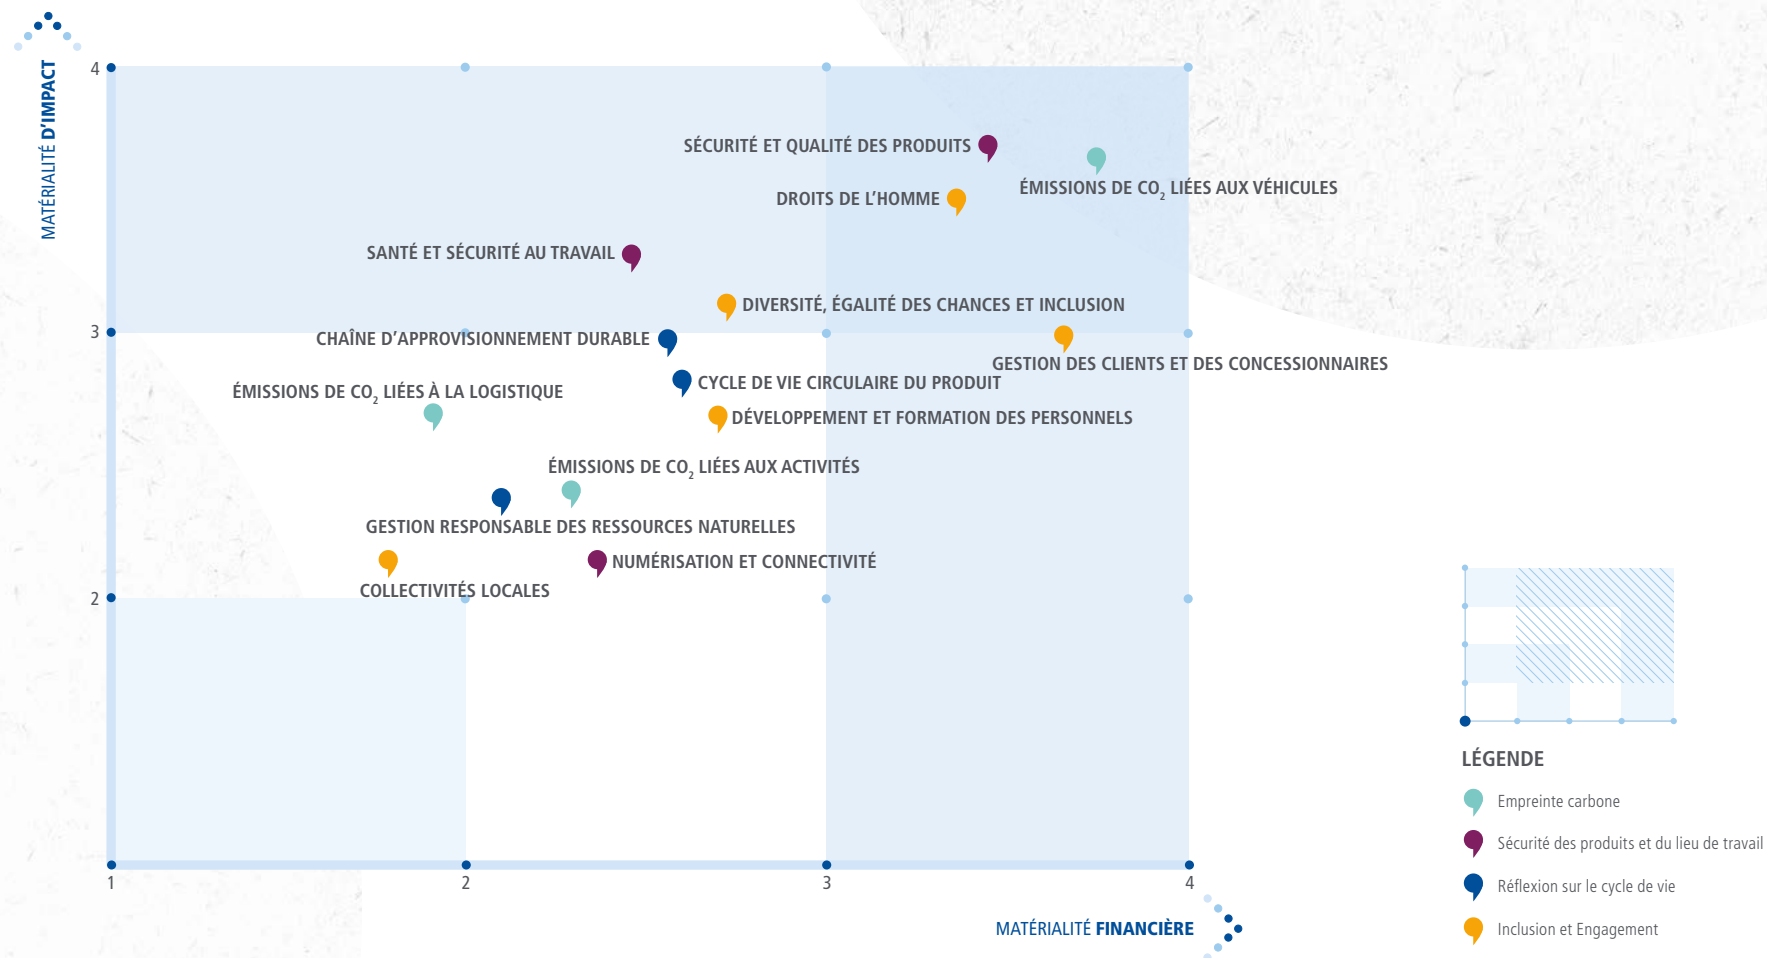 MATÉRIALITÉ D'IMPACT
4
SÉCURITÉ ET QUALITÉ DES PRODUITS
ÉMISSIONS DE CO₂ LIÉES AUX VÉHICULES
DROITS DE L'HOMME
SANTÉ ET SÉCURITÉ AU TRAVAIL
DIVERSITÉ, ÉGALITÉ DES CHANCES ET INCLUSION
3
CHAÎNE D'APPROVISIONNEMENT DURABLE
GESTION DES CLIENTS ET DES CONCESSIONNAIRES
CYCLE DE VIE CIRCULAIRE DU PRODUIT
ÉMISSIONS DE CO₂ LIÉES À LA LOGISTIQUE
DÉVELOPPEMENT ET FORMATION DES PERSONNELS
ÉMISSIONS DE CO₂ LIÉES AUX ACTIVITÉS
GESTION RESPONSABLE DES RESSOURCES NATURELLES
NUMÉRISATION ET CONNECTIVITÉ
COLLECTIVITÉS LOCALES
2
1
2
3
4
MATÉRIALITÉ FINANCIÈRE
LÉGENDE
Empreinte carbone
Sécurité des produits et du lieu de travail
Réflexion sur le cycle de vie
Inclusion et Engagement